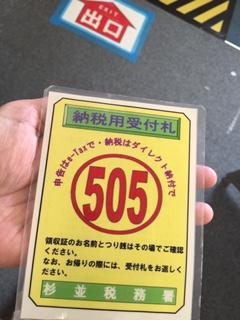 EXIT
出口
納税用受付札
申告はe-Taxで・納税はダイレクト納付で
505
領収証のお名前とつり銭はその場でご確認
ください。
なお、お帰りの際には、受付札をお返しく
ださい。
杉並税務署